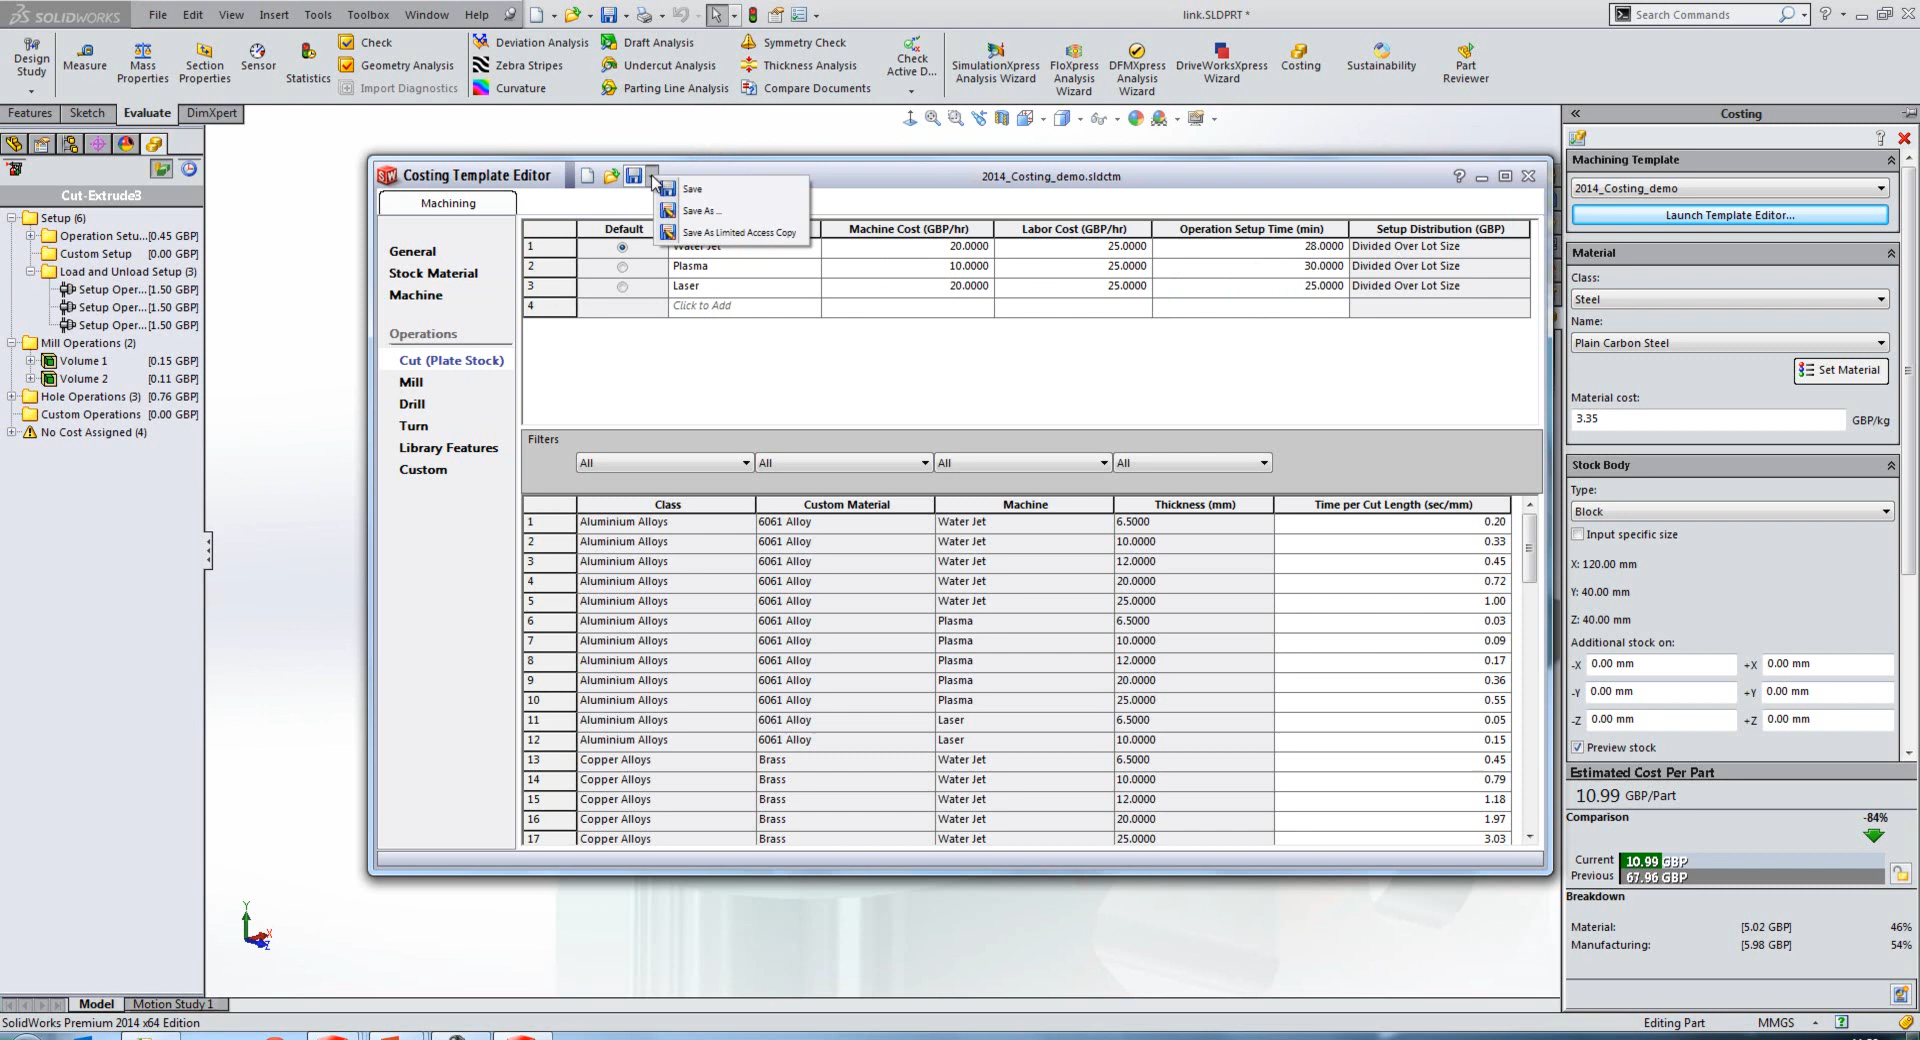 SOLIDWORKS File Edit View Insert Tools Toolbox Window Help link.SLDPRT * Search Commands
Design Study
Measure
Mass Properties
Section Properties
Sensor
Statistics
Check
Geometry Analysis
Import Diagnostics
Deviation Analysis
Zebra Stripes
Curvature
Draft Analysis
Undercut Analysis
Parting Line Analysis
Symmetry Check
Thickness Analysis
Compare Documents
Check Active D...
SimulationXpress Analysis Wizard
FloXpress Analysis Wizard
DFMXpress Analysis Wizard
DriveWorksXpress Wizard
Costing
Sustainability
Part Reviewer
Features Sketch Evaluate DimXpert
Cut-Extrude3
Setup (6)
Operation Setu...[0.45 GBP]
Custom Setup [0.00 GBP]
Load and Unload Setup (3)
Setup Oper...[1.50 GBP]
Setup Oper...[1.50 GBP]
Setup Oper...[1.50 GBP]
Mill Operations (2)
Volume 1 [0.15 GBP]
Volume 2 [0.11 GBP]
Hole Operations (3) [0.76 GBP]
Custom Operations [0.00 GBP]
No Cost Assigned (4)
Costing Template Editor 2014_Costing_demo.sldctm
Save
Save As ...
Save As Limited Access Copy
Machining
General
Stock Material
Machine
Operations
Cut (Plate Stock)
Mill
Drill
Turn
Library Features
Custom
Default Machine Cost (GBP/hr) Labor Cost (GBP/hr) Operation Setup Time (min) Setup Distribution (GBP)
1 Water Jet 20.0000 25.0000 28.0000 Divided Over Lot Size
2 Plasma 10.0000 25.0000 30.0000 Divided Over Lot Size
3 Laser 20.0000 25.0000 25.0000 Divided Over Lot Size
4 Click to Add
Filters
All All All All
Class Custom Material Machine Thickness (mm) Time per Cut Length (sec/mm)
1 Aluminium Alloys 6061 Alloy Water Jet 6.5000 0.20
2 Aluminium Alloys 6061 Alloy Water Jet 10.0000 0.33
3 Aluminium Alloys 6061 Alloy Water Jet 12.0000 0.45
4 Aluminium Alloys 6061 Alloy Water Jet 20.0000 0.72
5 Aluminium Alloys 6061 Alloy Water Jet 25.0000 1.00
6 Aluminium Alloys 6061 Alloy Plasma 6.5000 0.03
7 Aluminium Alloys 6061 Alloy Plasma 10.0000 0.09
8 Aluminium Alloys 6061 Alloy Plasma 12.0000 0.17
9 Aluminium Alloys 6061 Alloy Plasma 20.0000 0.36
10 Aluminium Alloys 6061 Alloy Plasma 25.0000 0.55
11 Aluminium Alloys 6061 Alloy Laser 6.5000 0.05
12 Aluminium Alloys 6061 Alloy Laser 10.0000 0.15
13 Copper Alloys Brass Water Jet 6.5000 0.45
14 Copper Alloys Brass Water Jet 10.0000 0.79
15 Copper Alloys Brass Water Jet 12.0000 1.18
16 Copper Alloys Brass Water Jet 20.0000 1.97
17 Copper Alloys Brass Water Jet 25.0000 3.03
Costing
Machining Template
2014_Costing_demo
Launch Template Editor...
Material
Class:
Steel
Name:
Plain Carbon Steel
Set Material
Material cost:
3.35 GBP/kg
Stock Body
Type:
Block
Input specific size
X: 120.00 mm
Y: 40.00 mm
Z: 40.00 mm
Additional stock on:
-X 0.00 mm +X 0.00 mm
-Y 0.00 mm +Y 0.00 mm
-Z 0.00 mm +Z 0.00 mm
Preview stock
Estimated Cost Per Part
10.99 GBP/Part
Comparison -84%
Current 10.99 GBP
Previous 67.96 GBP
Breakdown
Material: [5.02 GBP] 46%
Manufacturing: [5.98 GBP] 54%
Y
X
Z
Model Motion Study 1
SolidWorks Premium 2014 x64 Edition Editing Part MMGS